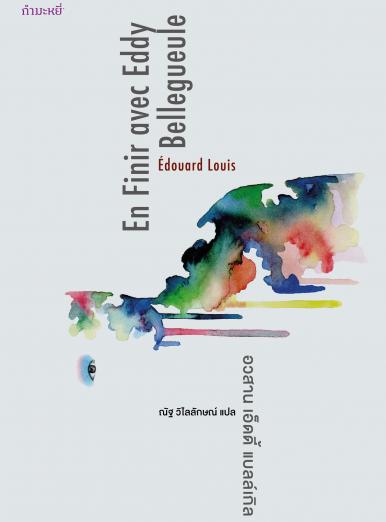 กำมะหยี่
En Finir avec Eddy
Bellegueule
Édouard Louis
ณัฐ วิไลลักษณ์ แปล
อวสาน เอ็ดดี้ แบลล์เกิล